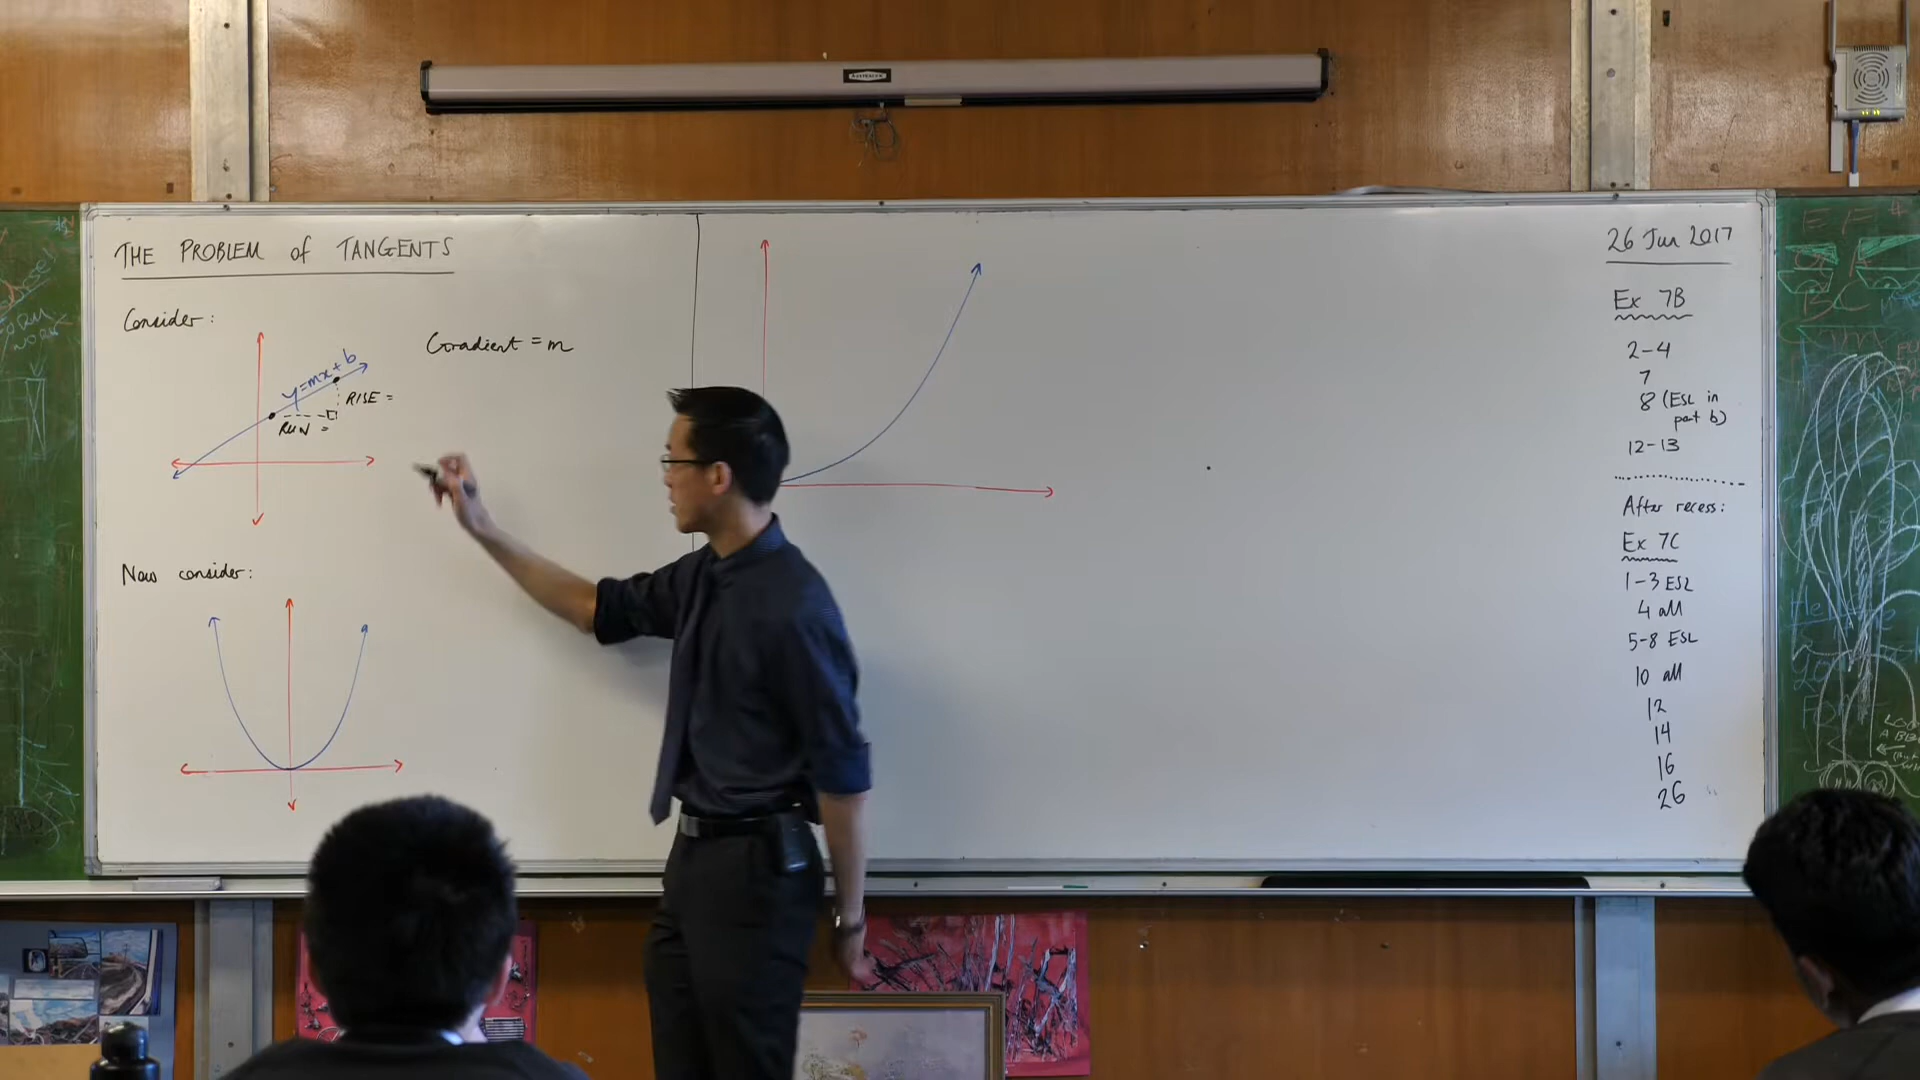 THE PROBLEM of TANGENTS
Consider:
y=mx+b
RISE =
RUN =
Gradient = m
Now consider:
26 Jun 2017
Ex 7B
2-4
7
8 (ESL in
part b)
12-13
After recess:
Ex 7C
1-3 ESL
4 all
5-8 ESL
10 all
12
14
16
26